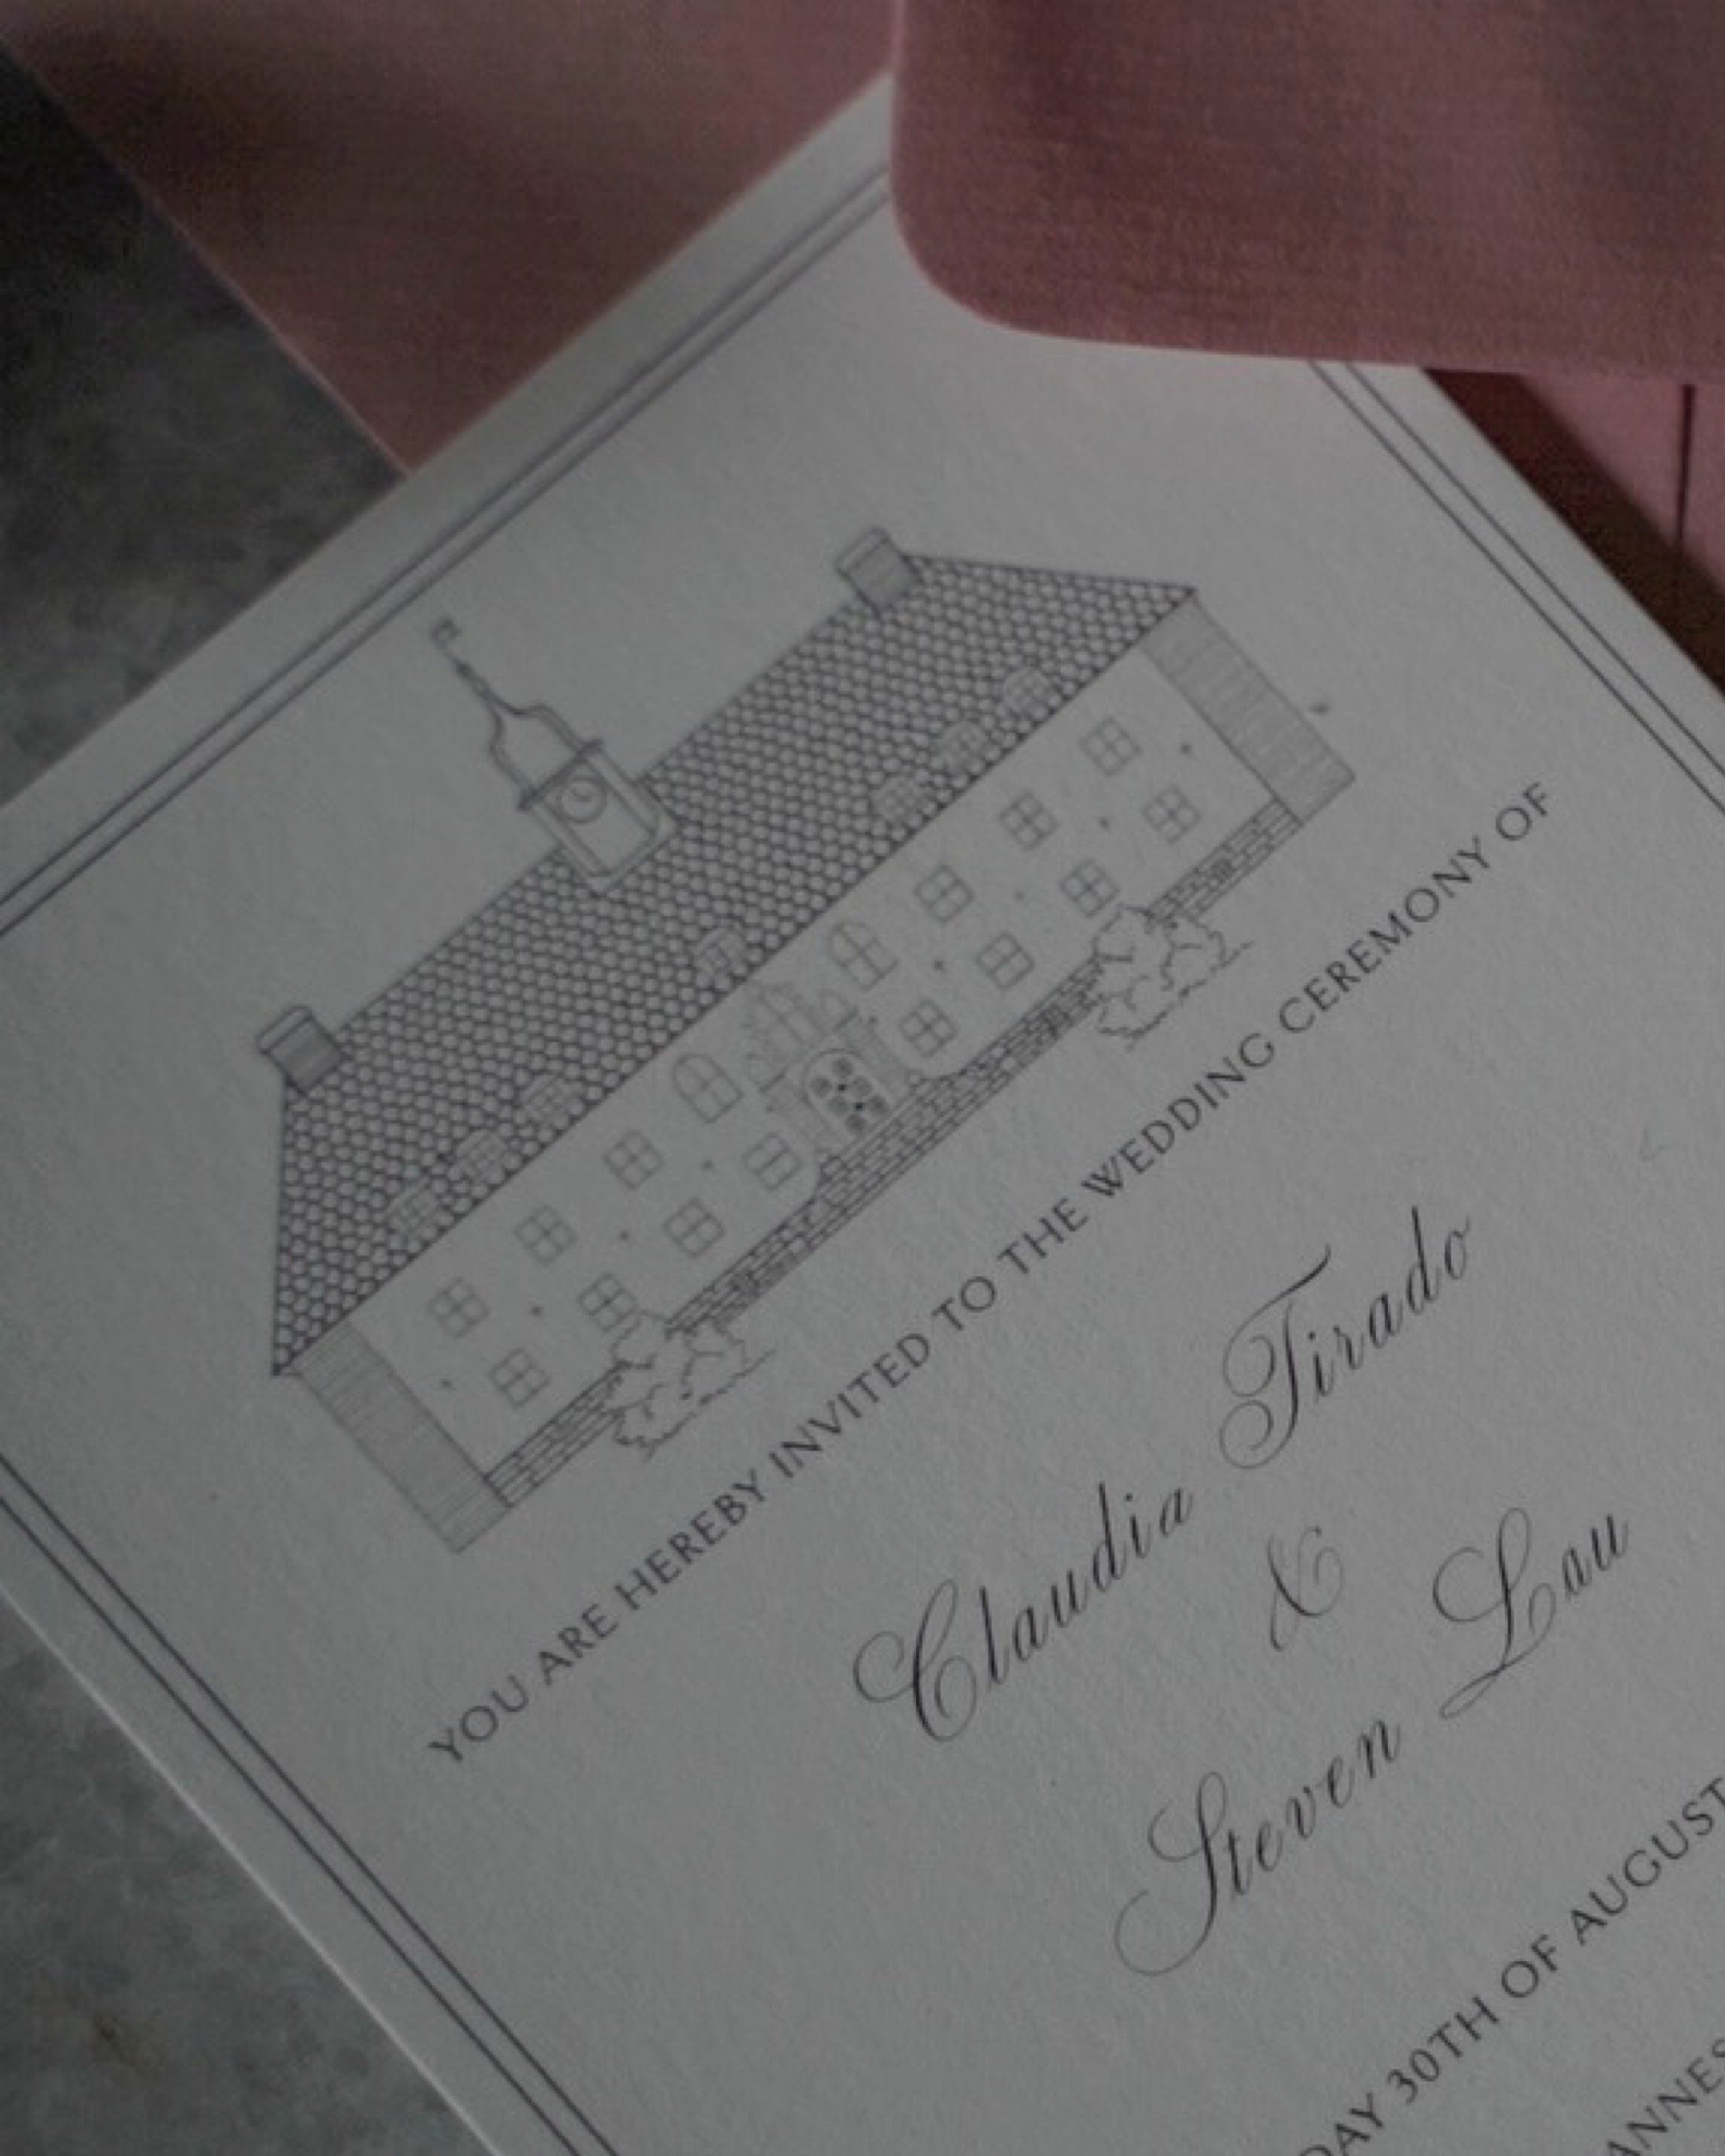 YOU ARE HEREBY INVITED TO THE WEDDING CEREMONY OF
Claudia Tirado
&
Steven Lau
30TH OF AUGUST